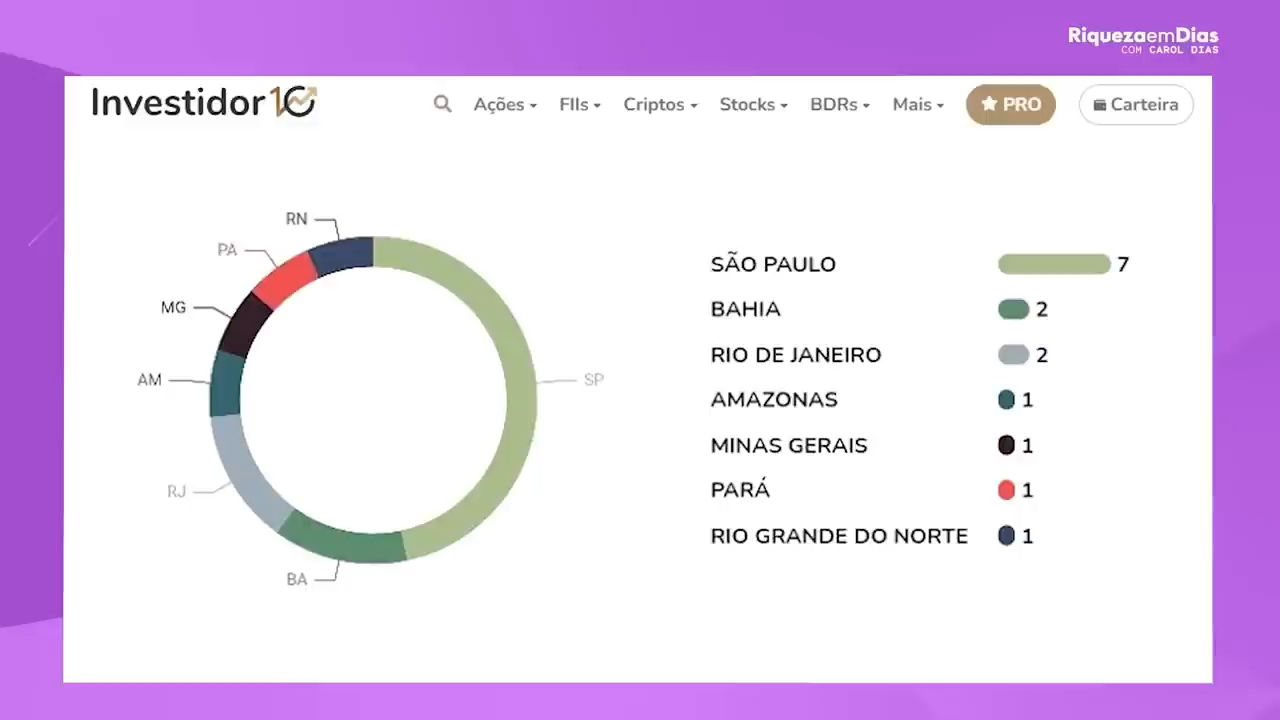 RiquezaemDias
COM CAROL DIAS
Investidor10
Ações
FIIs
Criptos
Stocks
BDRs
Mais
PRO
Carteira
RN
PA
MG
AM
RJ
BA
SP
SÃO PAULO 7
BAHIA 2
RIO DE JANEIRO 2
AMAZONAS 1
MINAS GERAIS 1
PARÁ 1
RIO GRANDE DO NORTE 1